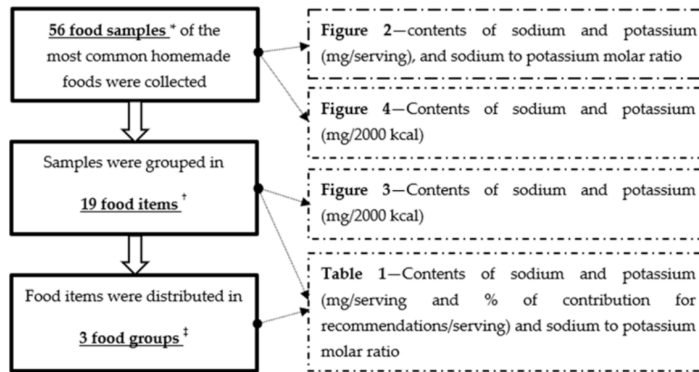 56 food samples * of the
most common homemade
foods were collected
Samples were grouped in
19 food items †
Food items were distributed in
3 food groups ‡
Figure 2—contents of sodium and potassium
(mg/serving), and sodium to potassium molar ratio
Figure 4—Contents of sodium and potassium
(mg/2000 kcal)
Figure 3—Contents of sodium and potassium
(mg/2000 kcal)
Table 1—Contents of sodium and potassium
(mg/serving and % of contribution for
recommendations/serving) and sodium to potassium
molar ratio